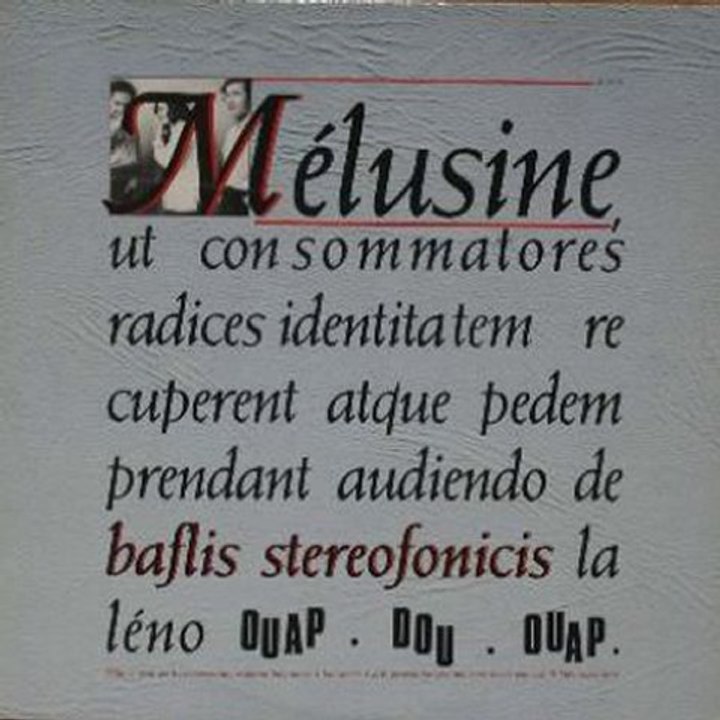 Mélusine,
ut consommatores
radices identitatem re
cuperent atque pedem
prendant audiendo de
baflis stereofonicis la
léno OUAP . DOU . OUAP.